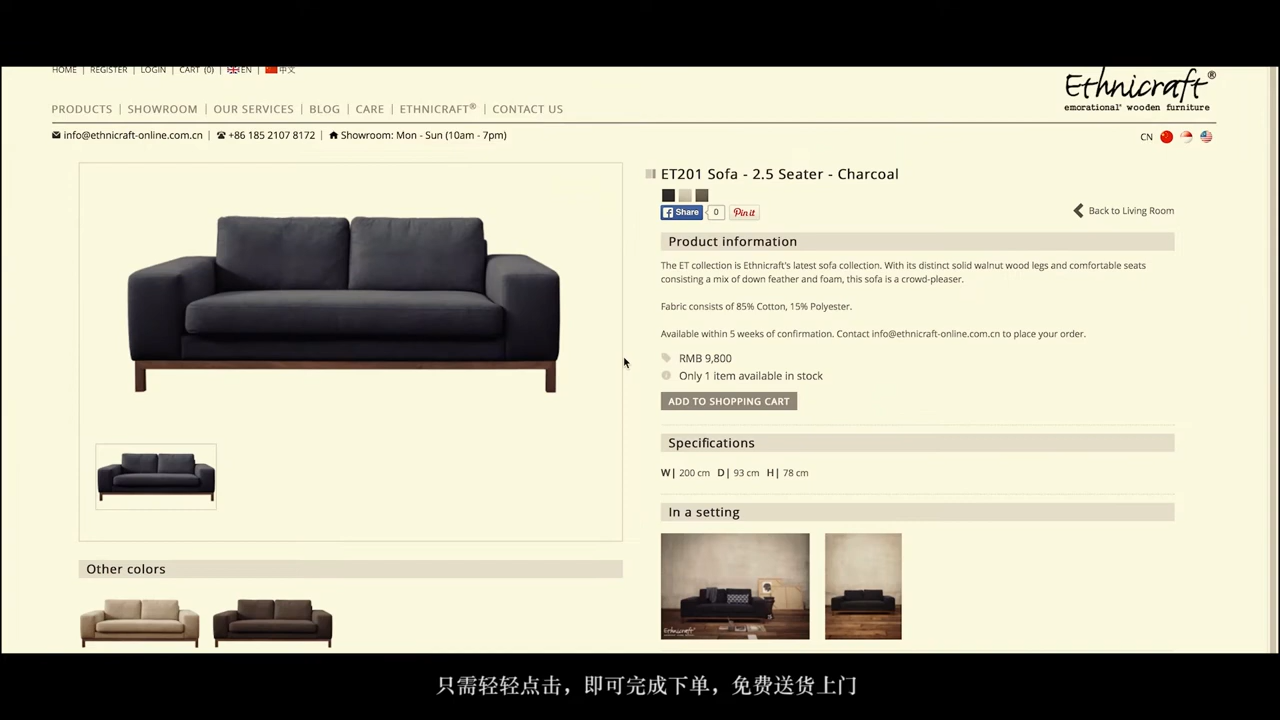 HOME | REGISTER | LOGIN | CART (0) | EN | 中文
Ethnicraft®
emorational® wooden furniture
PRODUCTS | SHOWROOM | OUR SERVICES | BLOG | CARE | ETHNICRAFT® | CONTACT US
info@ethnicraft-online.com.cn | +86 185 2107 8172 | Showroom: Mon - Sun (10am - 7pm)
CN
ET201 Sofa - 2.5 Seater - Charcoal
Share 0 Pin it
Back to Living Room
Product information
The ET collection is Ethnicraft's latest sofa collection. With its distinct solid walnut wood legs and comfortable seats
consisting a mix of down feather and foam, this sofa is a crowd-pleaser.
Fabric consists of 85% Cotton, 15% Polyester.
Available within 5 weeks of confirmation. Contact info@ethnicraft-online.com.cn to place your order.
RMB 9,800
Only 1 item available in stock
ADD TO SHOPPING CART
Specifications
W| 200 cm D| 93 cm H| 78 cm
In a setting
Ethnicraft
Other colors
只需轻轻点击，即可完成下单，免费送货上门